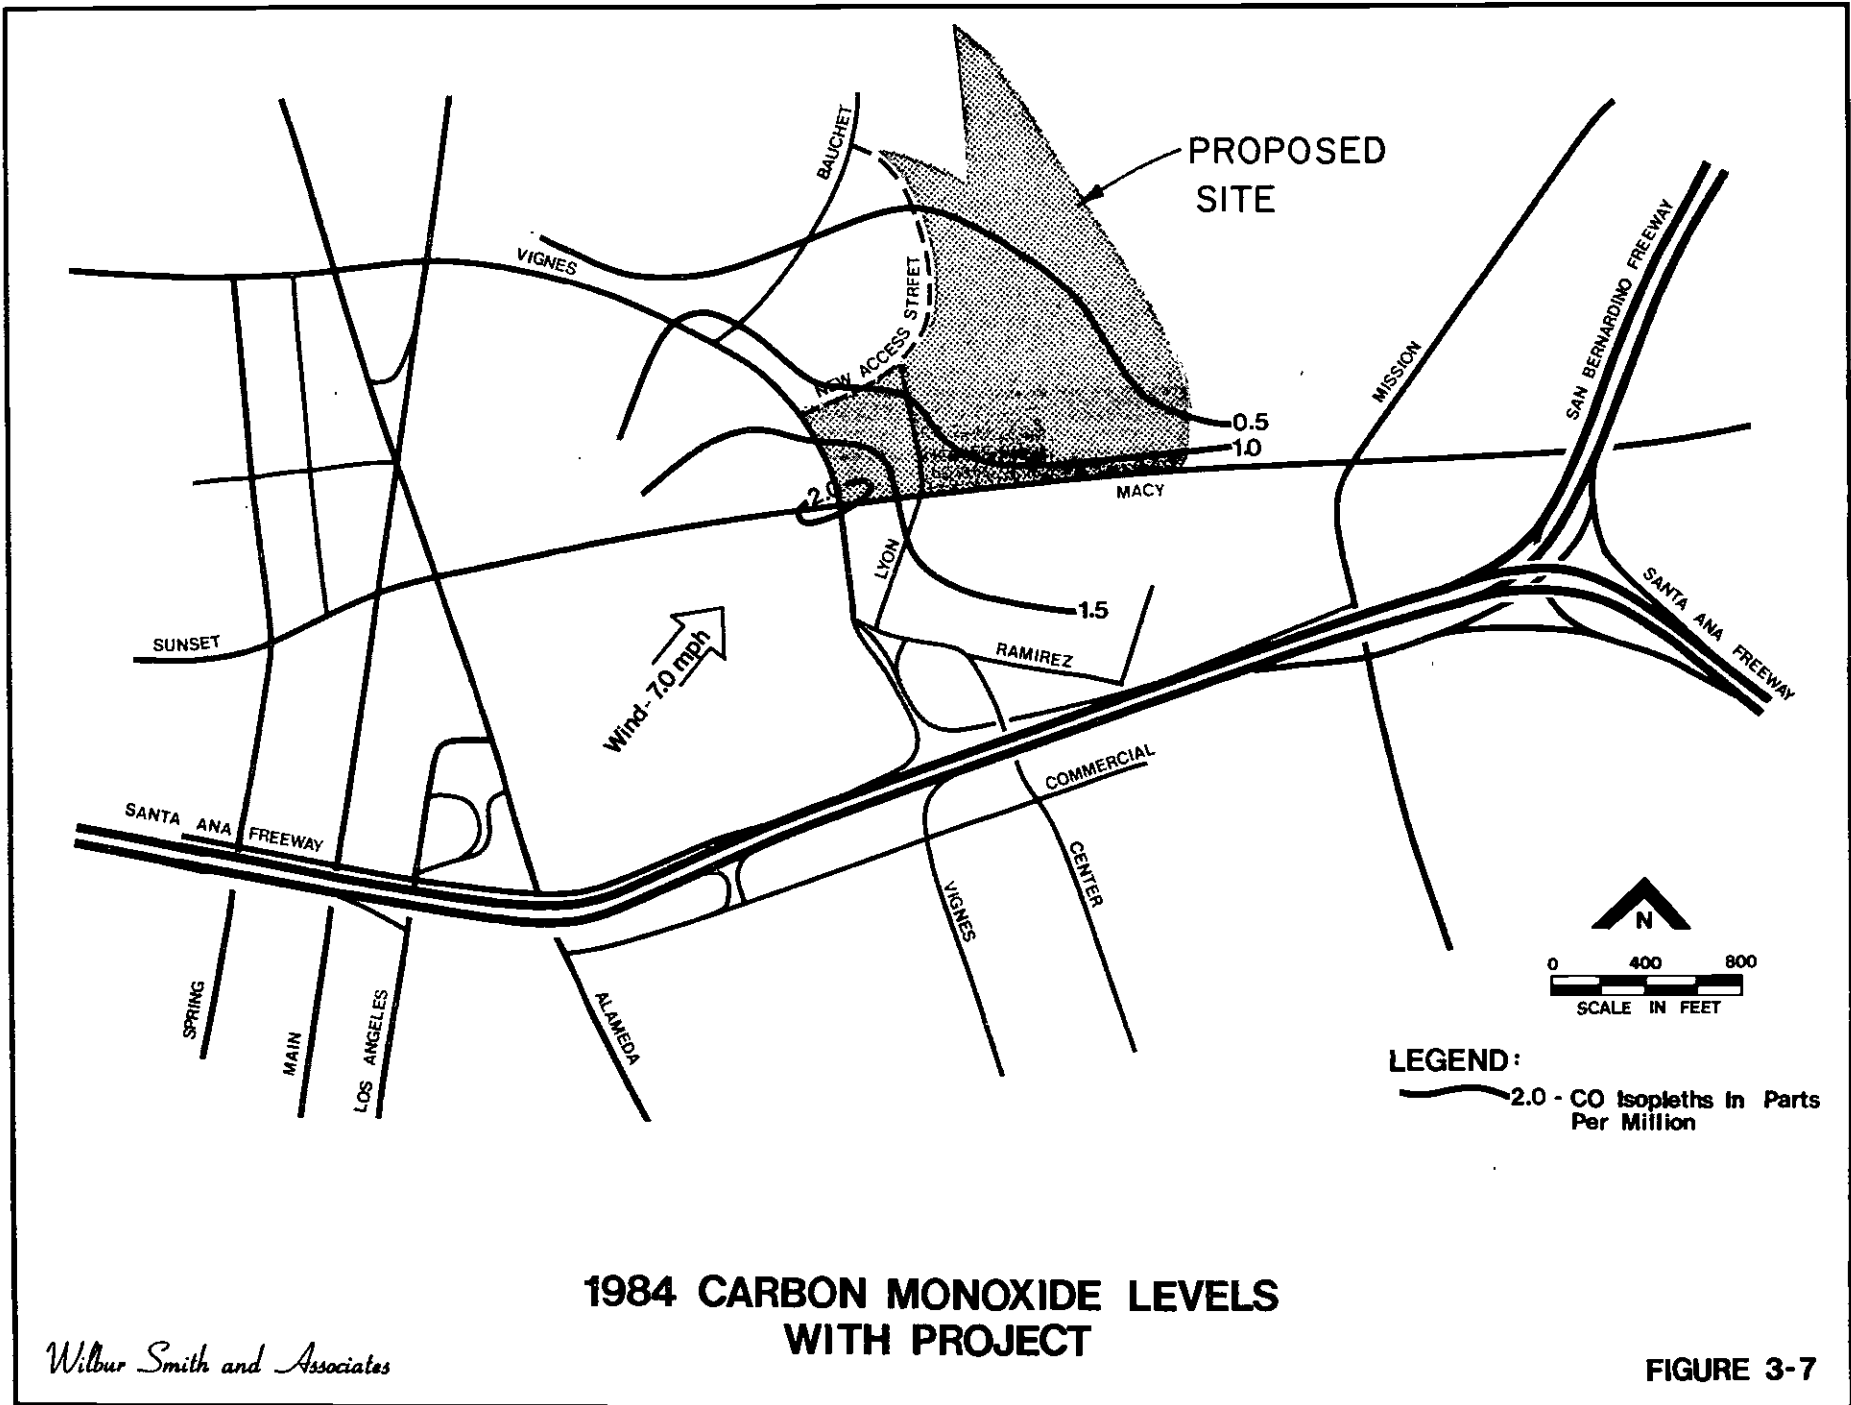 BAUCHET
PROPOSED
SITE
VIGNES
NEW ACCESS STREET
SAN BERNARDINO FREEWAY
MISSION
0.5
1.0
2.0
MACY
LYON
1.5
SANTA ANA FREEWAY
SUNSET
Wind - 7.0 mph
RAMIREZ
COMMERCIAL
SANTA ANA FREEWAY
CENTER
VIGNES
N
0 400 800
SCALE IN FEET
SPRING
MAIN
LOS ANGELES
ALAMEDA
LEGEND:
2.0 - CO Isopleths In Parts
Per Million
1984 CARBON MONOXIDE LEVELS
WITH PROJECT
Wilbur Smith and Associates
FIGURE 3-7